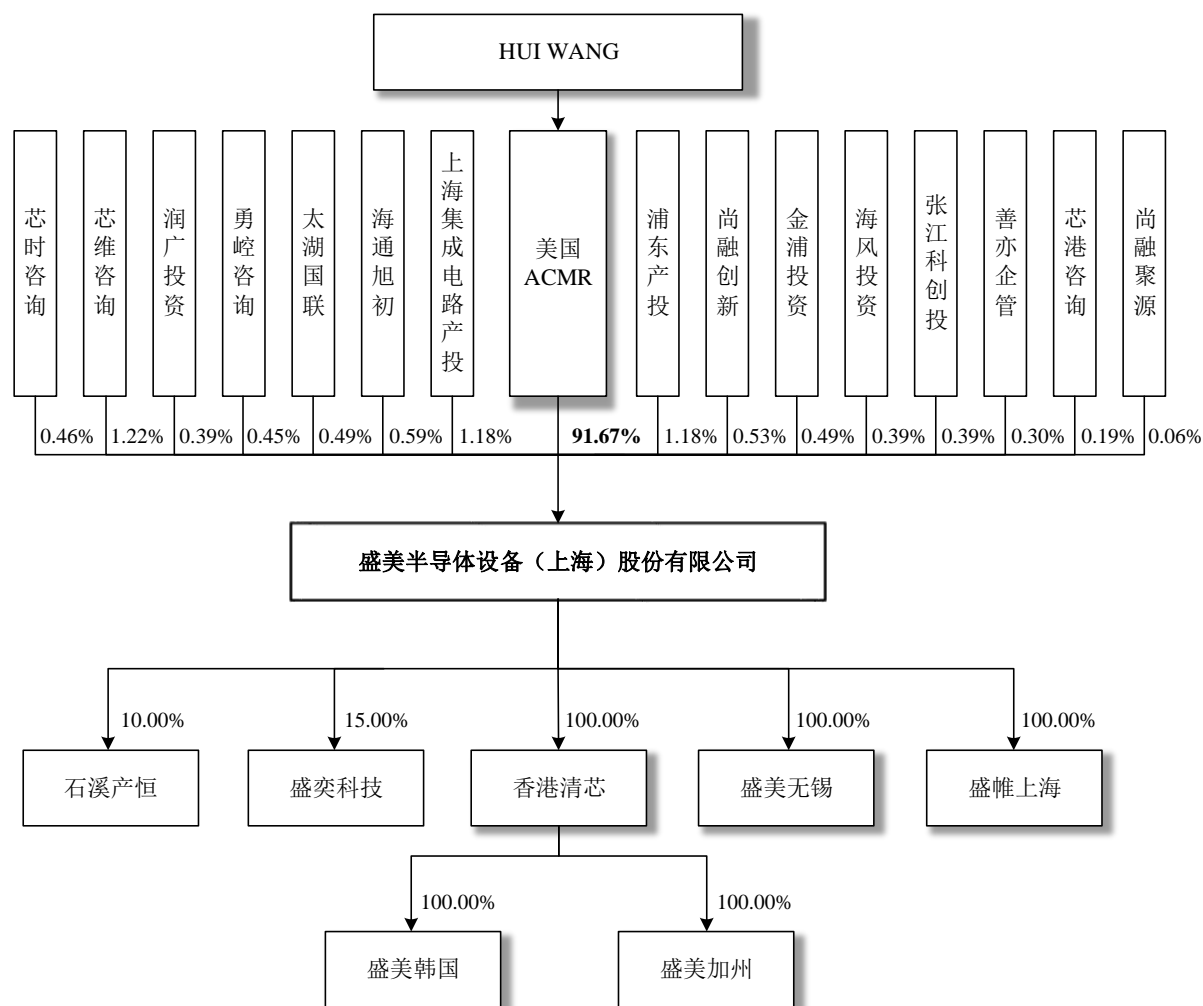 HUI WANG
芯时咨询
芯维咨询
润广投资
勇崆咨询
太湖国联
海通旭初
上海集成电路产投
美国
ACMR
浦东产投
尚融创新
金浦投资
海风投资
张江科创投
善亦企管
芯港咨询
尚融聚源
0.46%
1.22%
0.39%
0.45%
0.49%
0.59%
1.18%
91.67%
1.18%
0.53%
0.49%
0.39%
0.39%
0.30%
0.19%
0.06%
盛美半导体设备（上海）股份有限公司
10.00%
15.00%
100.00%
100.00%
100.00%
石溪产恒
盛奕科技
香港清芯
盛美无锡
盛帷上海
100.00%
100.00%
盛美韩国
盛美加州